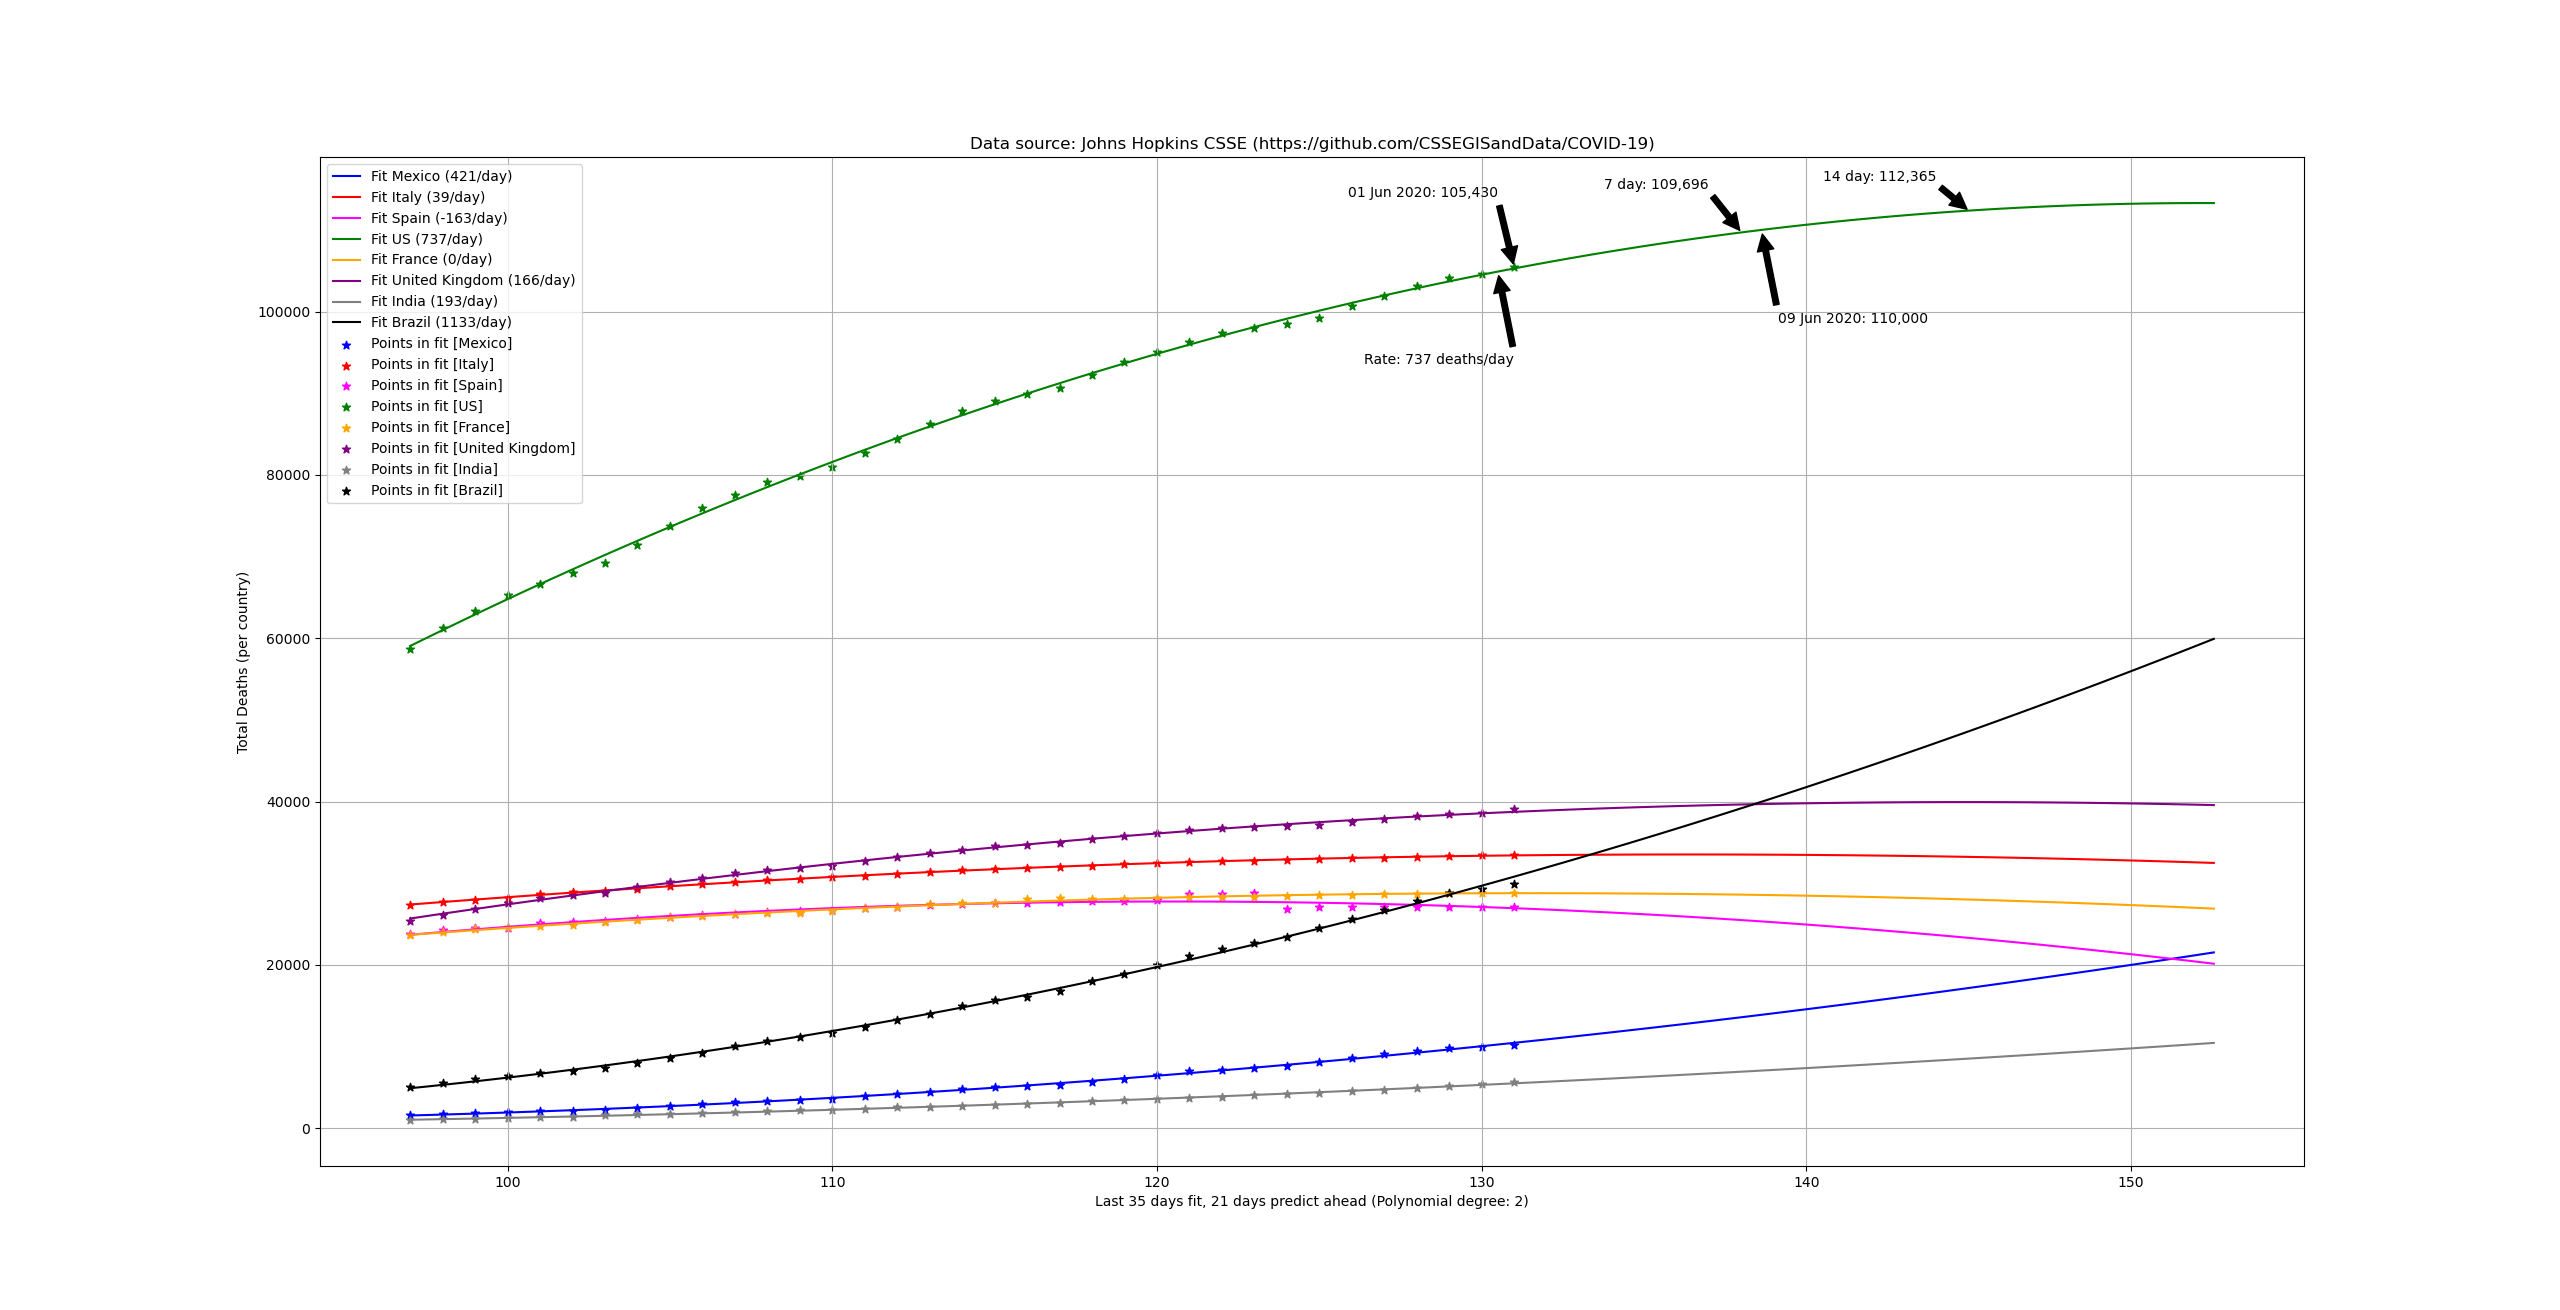 Data source: Johns Hopkins CSSE (https://github.com/CSSEGISandData/COVID-19)
Fit Mexico (421/day)
Fit Italy (39/day)
Fit Spain (-163/day)
Fit US (737/day)
Fit France (0/day)
Fit United Kingdom (166/day)
Fit India (193/day)
Fit Brazil (1133/day)
Points in fit [Mexico]
Points in fit [Italy]
Points in fit [Spain]
Points in fit [US]
Points in fit [France]
Points in fit [United Kingdom]
Points in fit [India]
Points in fit [Brazil]
01 Jun 2020: 105,430
7 day: 109,696
14 day: 112,365
09 Jun 2020: 110,000
Rate: 737 deaths/day
Total Deaths (per country)
100000
80000
60000
40000
20000
0
100
110
120
130
140
150
Last 35 days fit, 21 days predict ahead (Polynomial degree: 2)